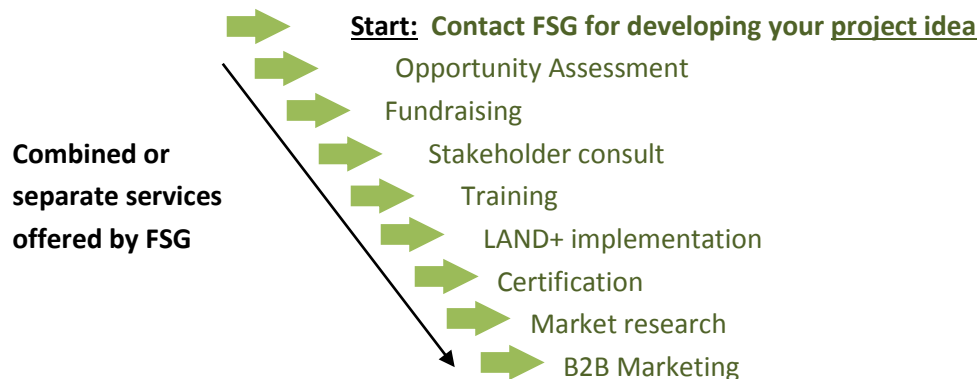 Start: Contact FSG for developing your project idea
Opportunity Assessment
Fundraising
Combined or
separate services
offered by FSG
Stakeholder consult
Training
LAND+ implementation
Certification
Market research
B2B Marketing